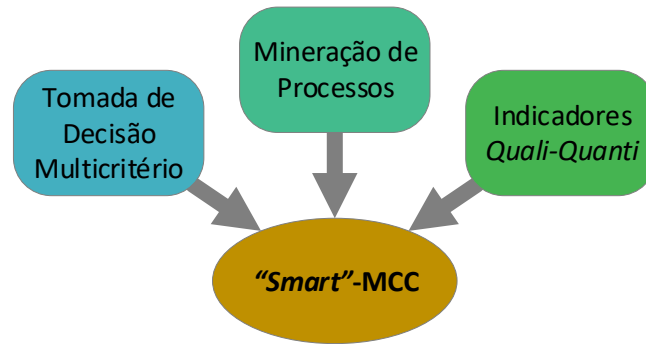 Tomada de
Decisão
Multicritério
Mineração de
Processos
Indicadores
Quali-Quanti
“Smart”-MCC